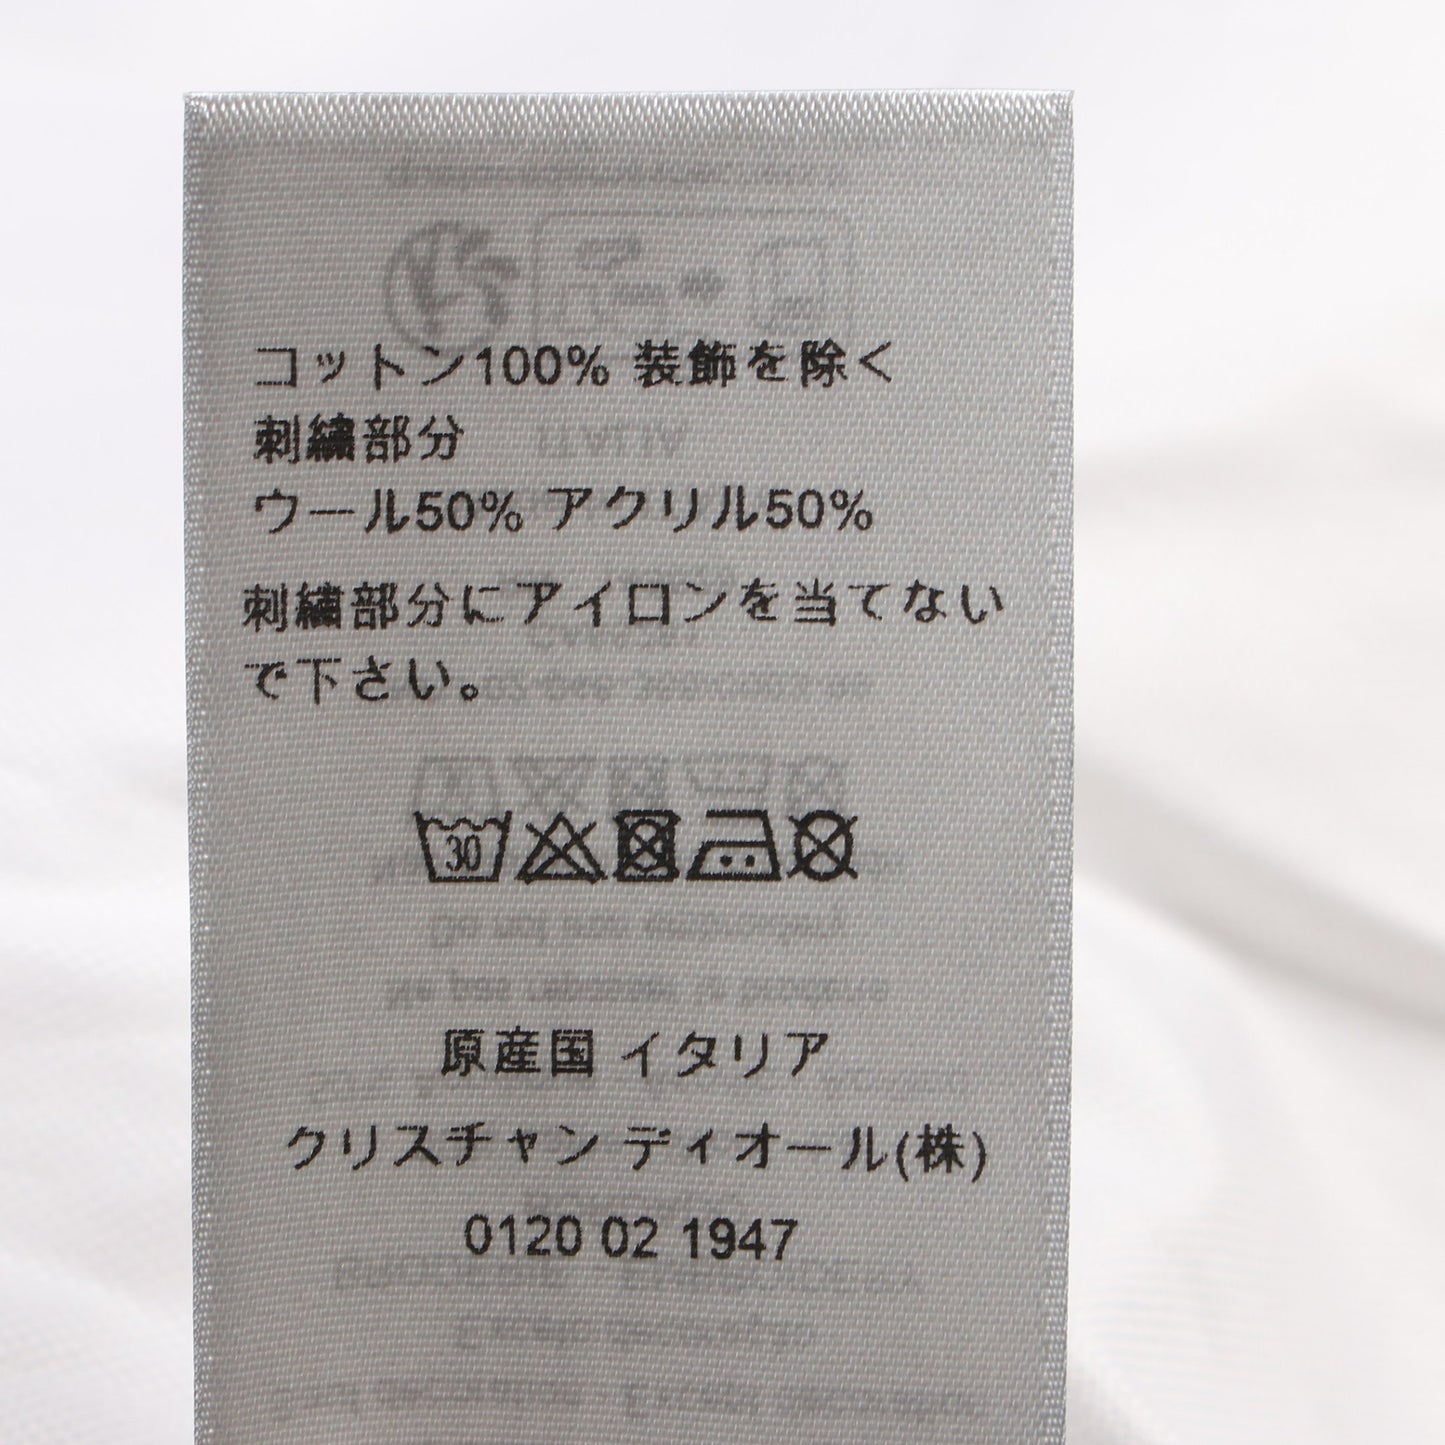 コットン100% 装飾を除く
刺繍部分
ウール50% アクリル50%
刺繍部分にアイロンを当てない
で下さい。
30
原産国 イタリア
クリスチャン ディオール(株)
0120 02 1947